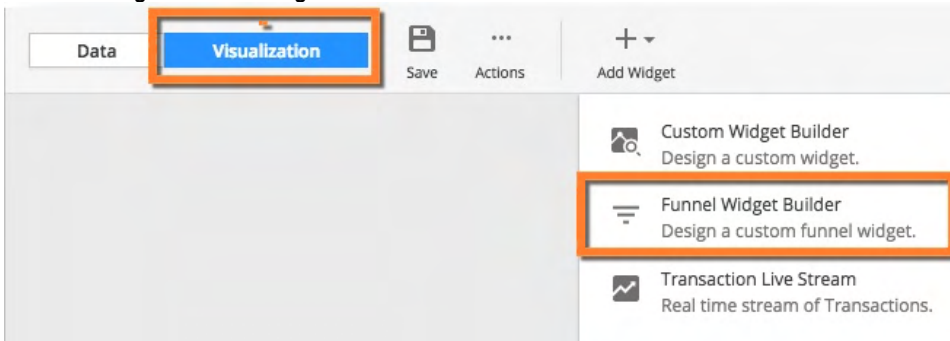 Data
Visualization
Save
Actions
Add Widget
Custom Widget Builder
Design a custom widget.
Funnel Widget Builder
Design a custom funnel widget.
Transaction Live Stream
Real time stream of Transactions.